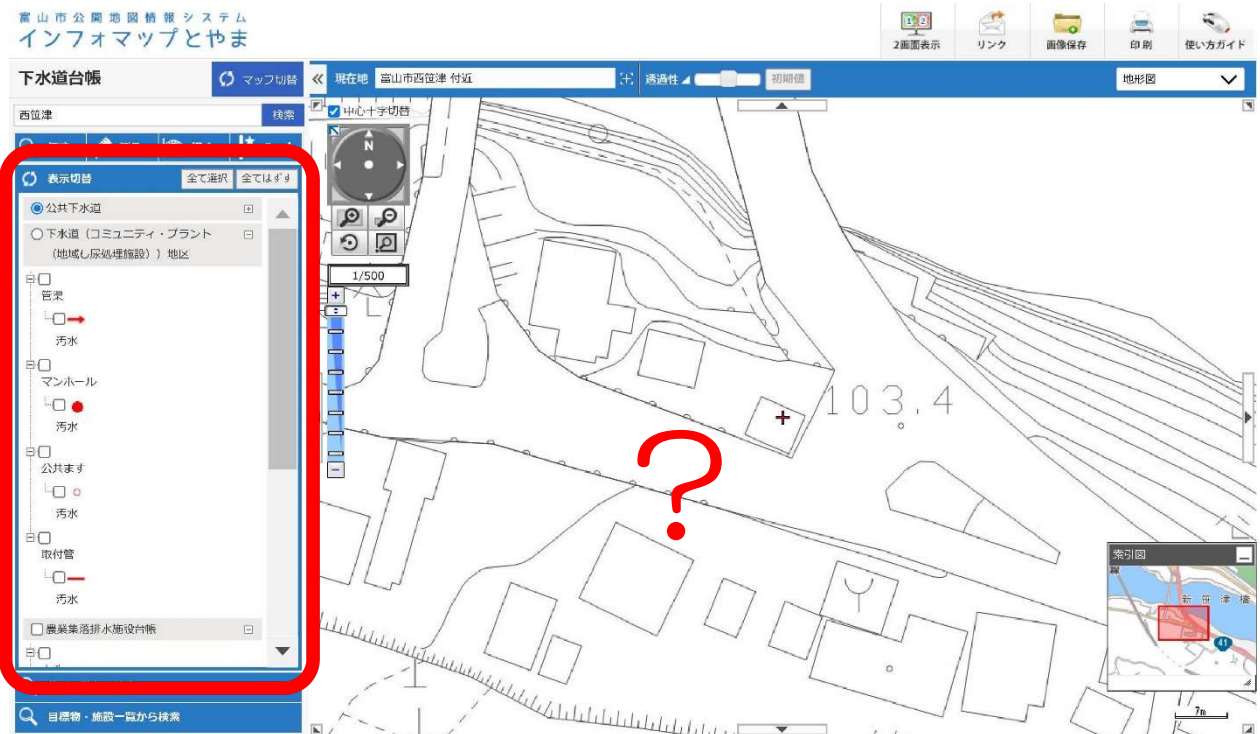 富山市公開地図情報システム
インフォマップとやま
2画面表示
リンク
画像保存
印刷
使い方ガイド
下水道台帳
マップ切替
現在地
富山市西笹津 付近
透過性
初期値
地形図
西笹津
検索
中心十字切替
N
1/500
表示切替
全て選択
全てはずす
公共下水道
下水道（コミュニティ・プラント
（地域し尿処理施設））地区
管渠
汚水
マンホール
汚水
公共ます
汚水
取付管
汚水
農業集落排水施設台帳
目標物・施設一覧から検索
103.4
?
索引図
新笹津橋
41
7m